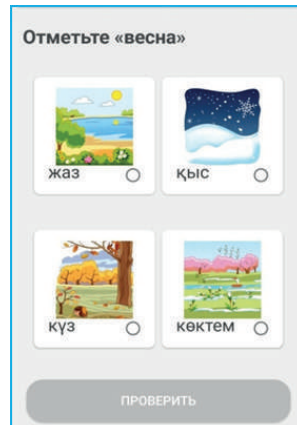 Отметьте «весна»
жаз
қыс
күз
көктем
ПРОВЕРИТЬ